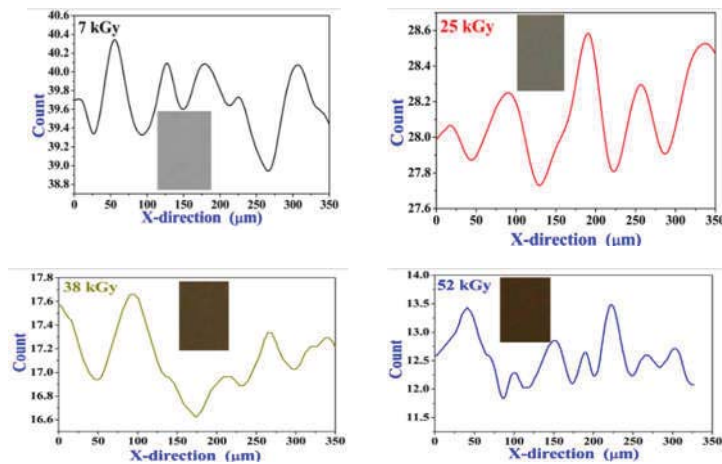 7 kGy
40.6
40.4
40.2
40.0
39.8
39.6
39.4
39.2
39.0
38.8
Count
0 50 100 150 200 250 300 350
X-direction (μm)
25 kGy
28.6
28.4
28.2
28.0
27.8
27.6
Count
0 50 100 150 200 250 300 350
X-direction (μm)
38 kGy
17.8
17.6
17.4
17.2
17.0
16.8
16.6
Count
0 50 100 150 200 250 300 350
X-direction (μm)
52 kGy
14.0
13.5
13.0
12.5
12.0
11.5
Count
0 50 100 150 200 250 300 350
X-direction (μm)